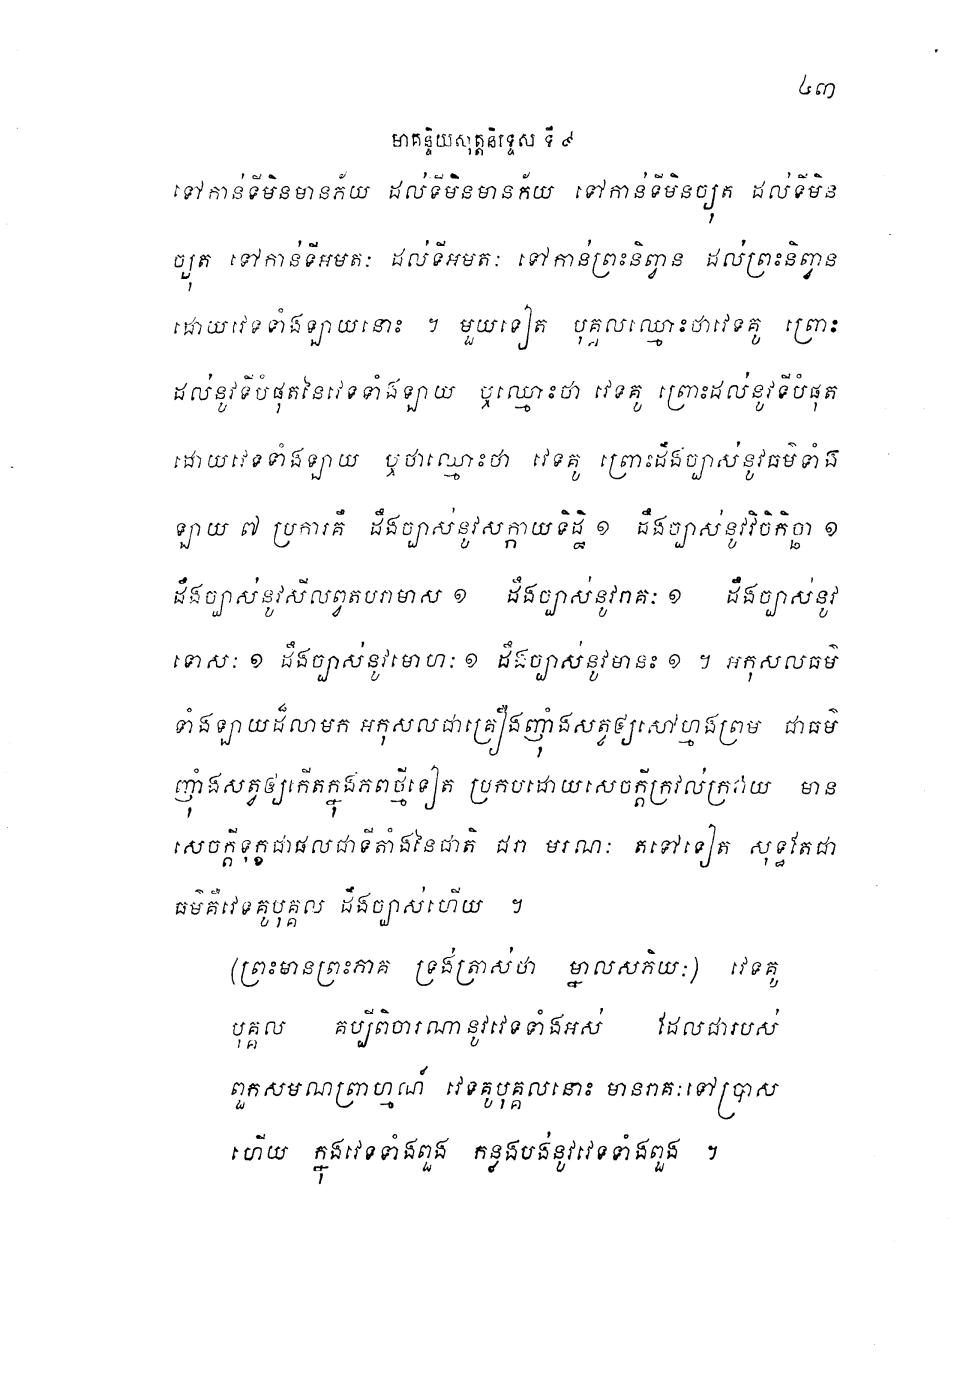 ៤៣
មាគន្ទិយសុត្តនិទ្ទេស ទី ៩
ទៅកាន់ទីមិនមានភ័យ ដល់ទីមិនមានភ័យ ទៅកាន់ទីមិនច្យុត ដល់ទីមិន
ច្យុត ទៅកាន់ទីអមតៈ ដល់ទីអមតៈ ទៅកាន់ព្រះនិព្វាន ដល់ព្រះនិព្វាន
ដោយវេទទាំងឡាយនោះ ។ មួយទៀត បុគ្គលឈ្មោះថាវេទគូ ព្រោះ
ដល់នូវទីបំផុតនៃវេទទាំងឡាយ ឬឈ្មោះថា វេទគូ ព្រោះដល់នូវទីបំផុត
ដោយវេទទាំងឡាយ ឬថាឈ្មោះថា វេទគូ ព្រោះដឹងច្បាស់នូវធម៌ទាំង
ឡាយ ៧ ប្រការគឺ ដឹងច្បាស់នូវសក្កាយទិដ្ឋិ ១ ដឹងច្បាស់នូវវិចិកិច្ឆា ១
ដឹងច្បាស់នូវសីលព្វតបរាមាស ១ ដឹងច្បាស់នូវរាគៈ ១ ដឹងច្បាស់នូវ
ទោសៈ ១ ដឹងច្បាស់នូវមោហៈ ១ ដឹងច្បាស់នូវមានះ ១ ។ អកុសលធម៌
ទាំងឡាយដ៏លាមក អកុសលជាគ្រឿងញ៉ាំងសត្វឲ្យសៅហ្មងព្រម ជាធម៌
ញ៉ាំងសត្វឲ្យកើតក្នុងភពថ្មីទៀត ប្រកបដោយសេចក្តីក្រវល់ក្រវាយ មាន
សេចក្តីទុក្ខជាផលជាទីតាំងនៃជាតិ ជរា មរណៈ តទៅទៀត សុទ្ធតែជា
ធម៌គឺវេទគូបុគ្គល ដឹងច្បាស់ហើយ ។
(ព្រះមានព្រះភាគ ទ្រង់ត្រាស់ថា ម្នាលសភិយៈ) វេទគូ
បុគ្គល គប្បីពិចារណានូវវេទទាំងអស់ ដែលជារបស់
ពួកសមណព្រាហ្មណ៍ វេទគូបុគ្គលនោះ មានរាគៈទៅប្រាស
ហើយ ក្នុងវេទទាំងពួង កន្លងបង់នូវវេទទាំងពួង ។